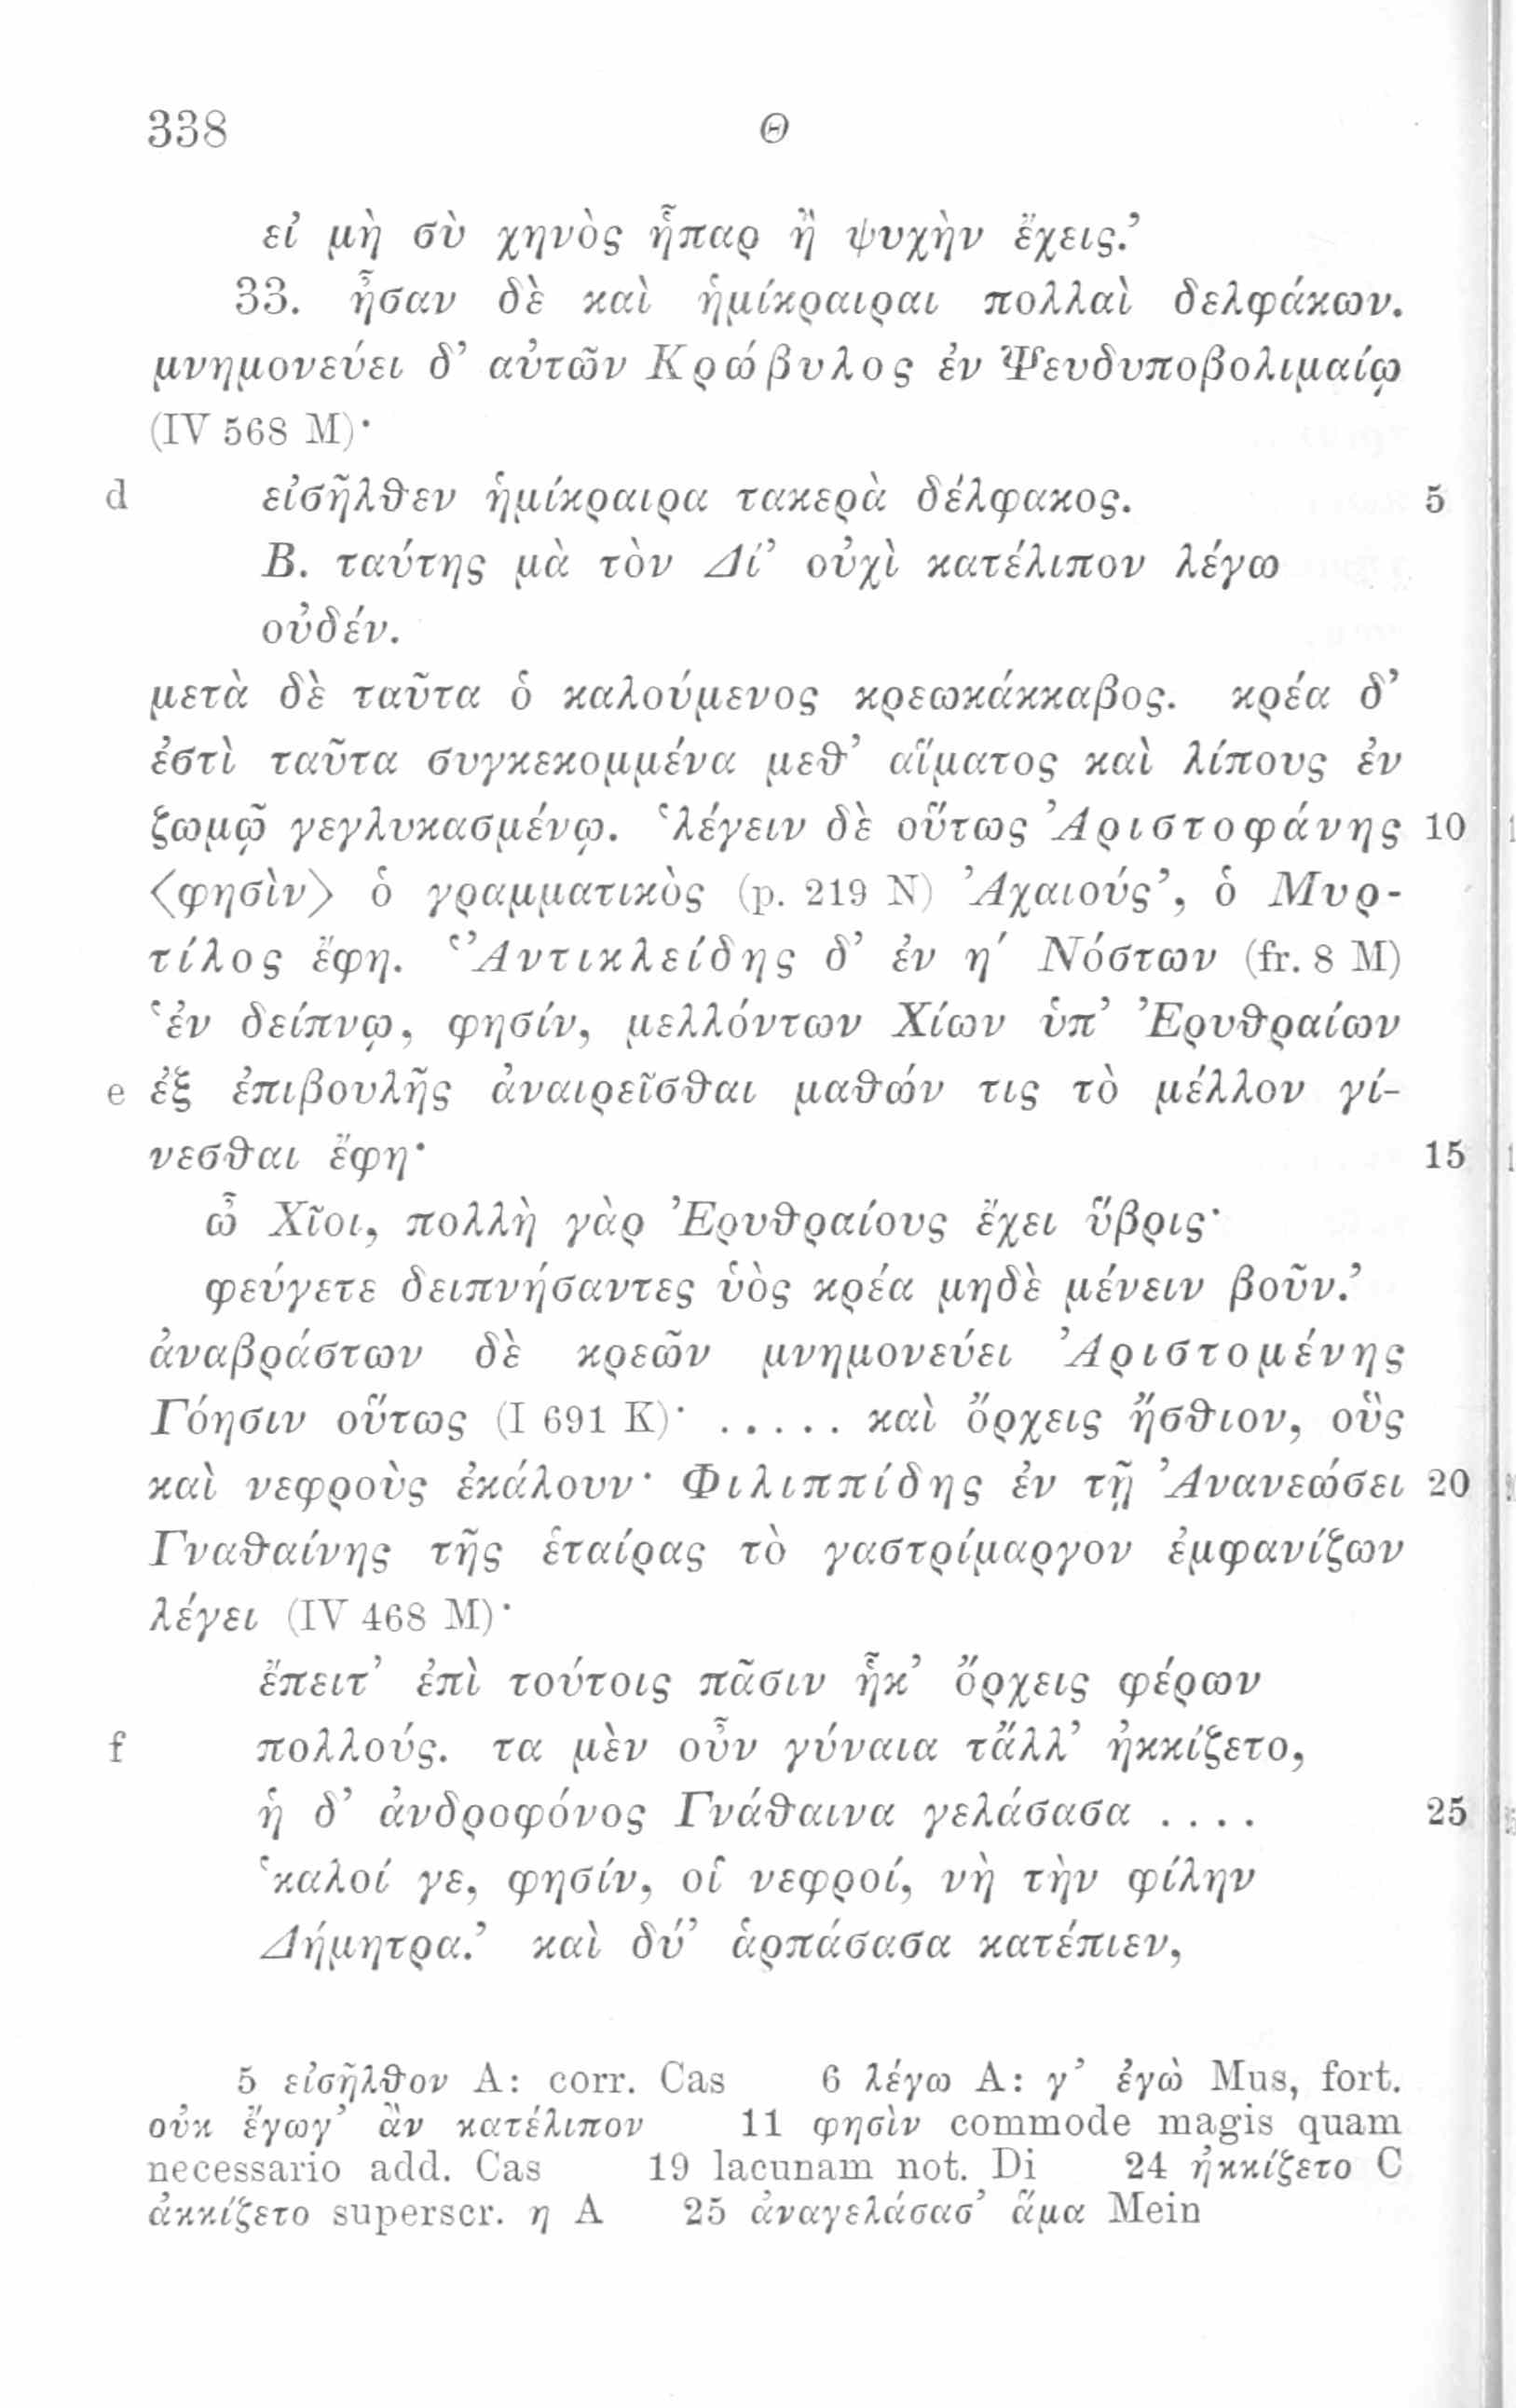 338 Θ
εἰ μὴ σὺ χηνὸς ἧπαρ ἢ ψυχὴν ἔχεις.’
33. ἦσαν δὲ καὶ ἡμίκραιραι πολλαὶ δελφάκων.
μνημονεύει δ’ αὐτῶν Κρώβυλος ἐν Ψευδυποβολιμαίῳ
(IV 568 M)·
d εἰσῆλθεν ἡμίκραιρα τακερὰ δέλφακος. 5
Β. ταύτης μὰ τὸν Δί’ οὐχὶ κατέλιπον λέγω
οὐδέν.
μετὰ δὲ ταῦτα ὁ καλούμενος κρεωκάκκαβος. κρέα δ’
ἐστὶ ταῦτα συγκεκομμένα μεθ’ αἵματος καὶ λίπους ἐν
ζωμῷ γεγλυκασμένῳ. ‘λέγειν δὲ οὕτως Ἀριστοφάνης 10
〈φησὶν〉 ὁ γραμματικὸς (p. 219 N) Ἀχαιούς’, ὁ Μυρ-
τίλος ἔφη. ‘Ἀντικλείδης δ’ ἐν η′ Νόστων (fr. 8 M)
‘ἐν δείπνῳ, φησίν, μελλόντων Χίων ὑπ’ Ἐρυθραίων
e ἐξ ἐπιβουλῆς ἀναιρεῖσθαι μαθών τις τὸ μέλλον γί-
νεσθαι ἔφη· 15
ὦ Χῖοι, πολλὴ γὰρ Ἐρυθραίους ἔχει ὕβρις·
φεύγετε δειπνήσαντες ὑὸς κρέα μηδὲ μένειν βοῦν.’
ἀναβράστων δὲ κρεῶν μνημονεύει Ἀριστομένης
Γόησιν οὕτως (I 691 K)· ..... καὶ ὄρχεις ἤσθιον, οὓς
καὶ νεφροὺς ἐκάλουν· Φιλιππίδης ἐν τῇ Ἀνανεώσει 20
Γναθαίνης τῆς ἑταίρας τὸ γαστρίμαργον ἐμφανίζων
λέγει (IV 468 M)·
ἔπειτ’ ἐπὶ τούτοις πᾶσιν ἧκ’ ὄρχεις φέρων
f πολλούς. τα μὲν οὖν γύναια τἄλλ’ ἠκκίζετο,
ἡ δ’ ἀνδροφόνος Γνάθαινα γελάσασα .... 25
‘καλοί γε, φησίν, οἱ νεφροί, νὴ τὴν φίλην
Δήμητρα.’ καὶ δύ’ ἁρπάσασα κατέπιεν,
5 εἰσῆλθον A: corr. Cas 6 λέγω A: γ’ ἐγὼ Mus, fort.
οὐκ ἔγωγ’ ἂν κατέλιπον 11 φησὶν commode magis quam
necessario add. Cas 19 lacunam not. Di 24 ἠκκίζετο C
ἀκκίζετο superscr. η A 25 ἀναγελάσασ’ ἅμα Mein